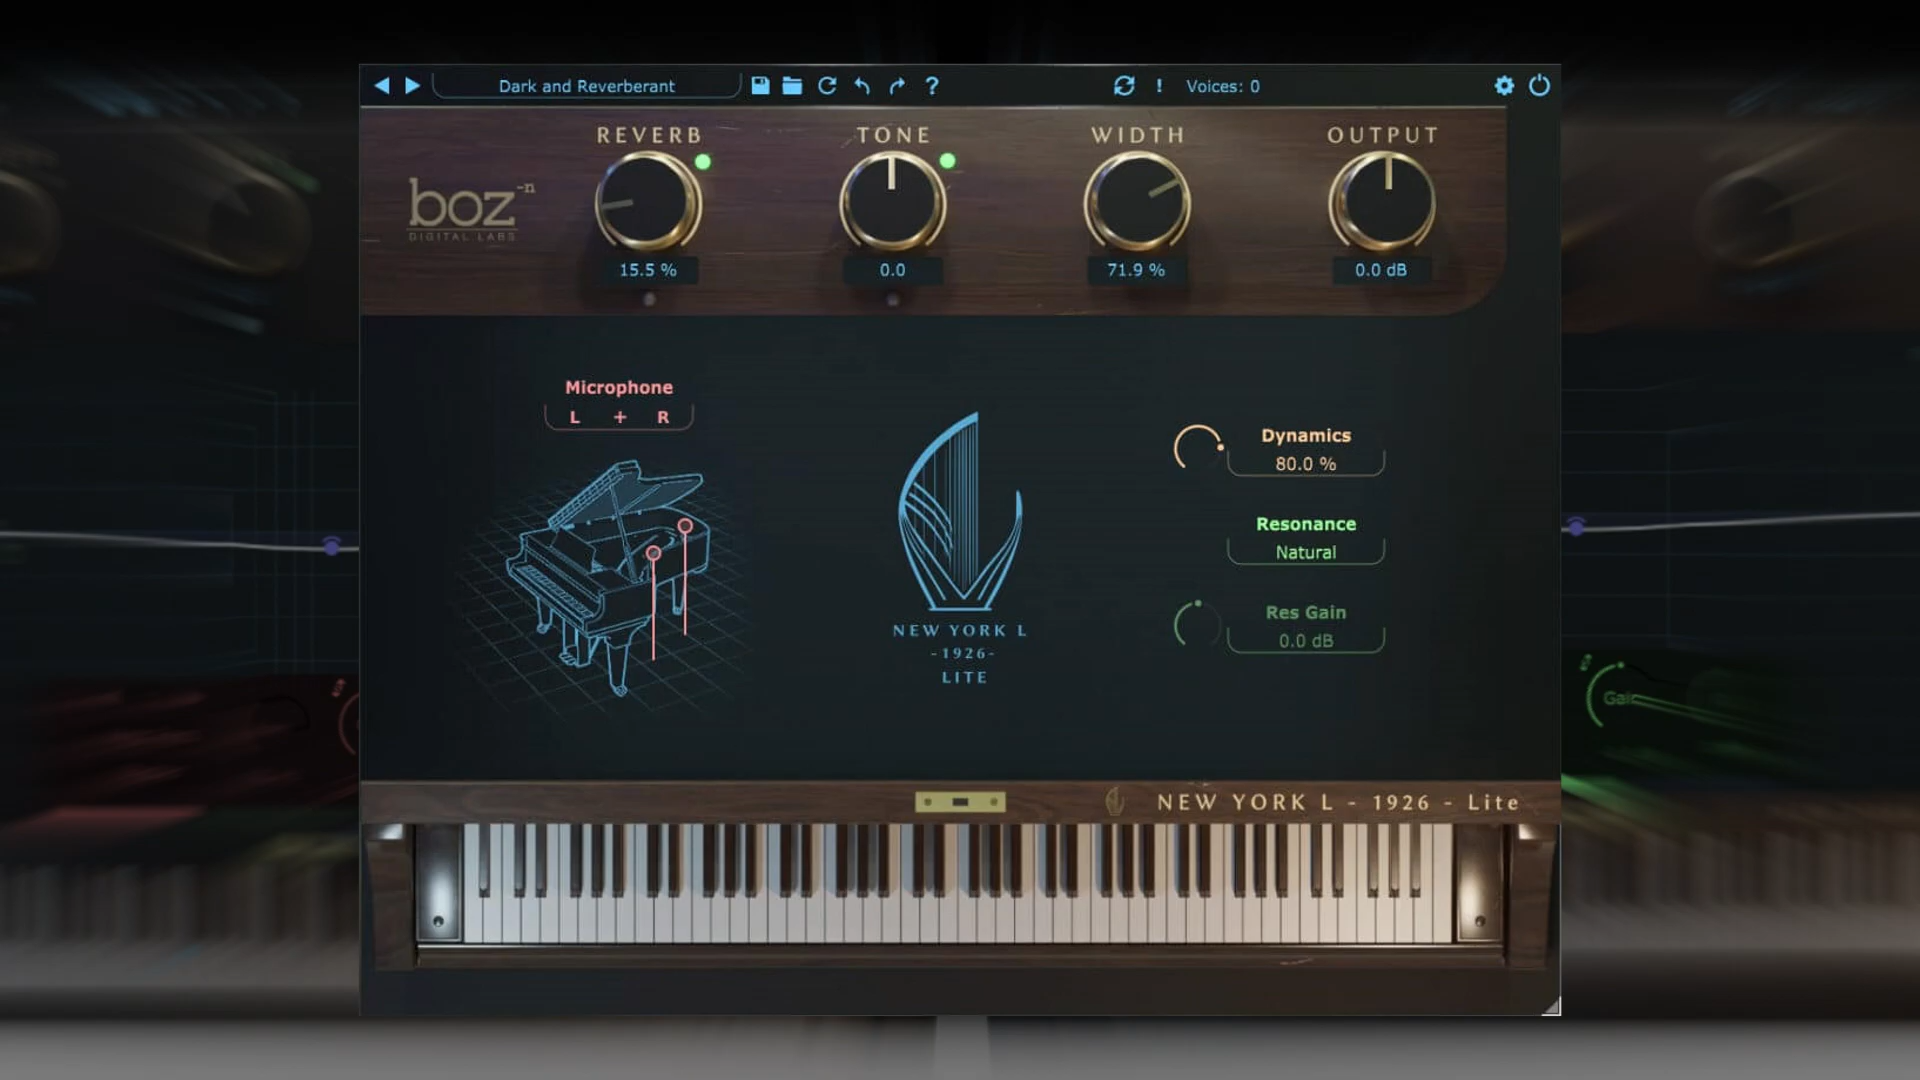 Dark and Reverberant
?
!
Voices: 0
REVERB
TONE
WIDTH
OUTPUT
boz
DIGITAL LABS
15.5 %
0.0
71.9 %
0.0 dB
Microphone
L + R
Dynamics
80.0 %
Resonance
Natural
Res Gain
0.0 dB
NEW YORK L
-1926-
LITE
NEW YORK L - 1926 - Lite